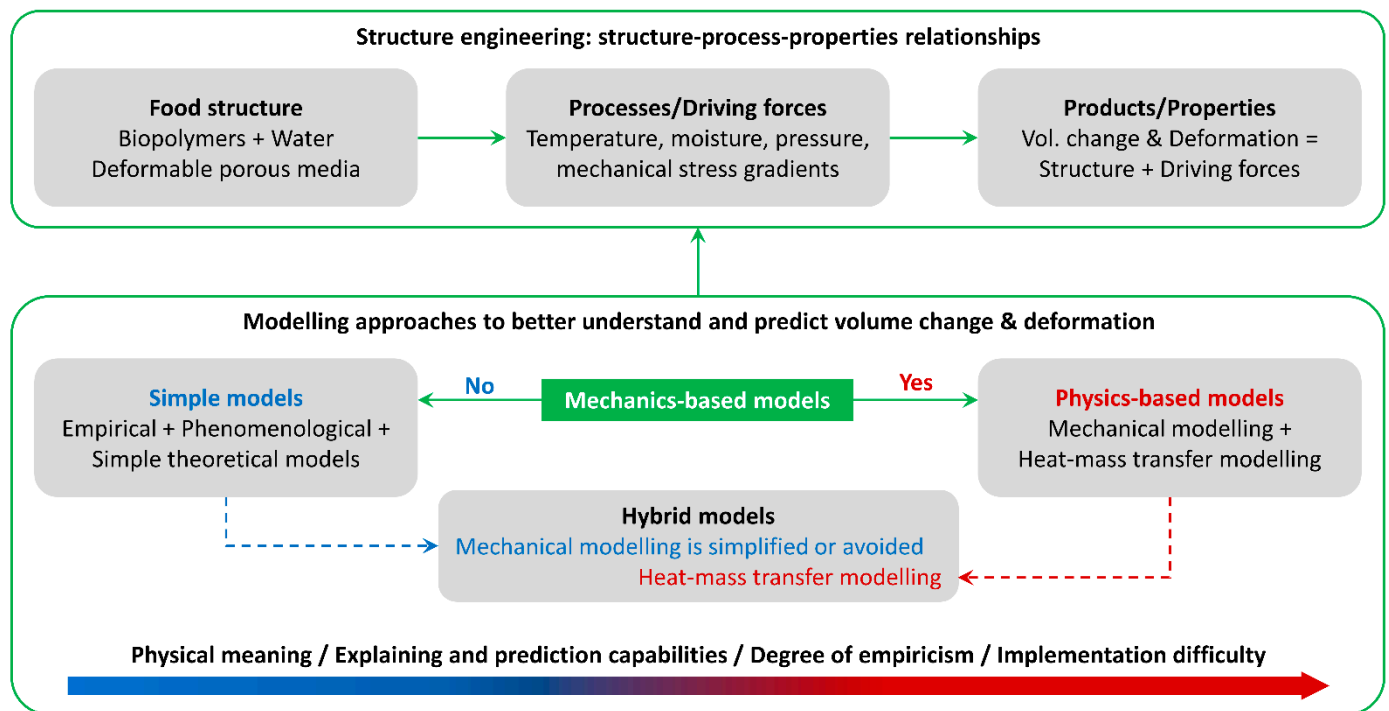 Structure engineering: structure-process-properties relationships
Food structure
Biopolymers + Water
Deformable porous media
Processes/Driving forces
Temperature, moisture, pressure,
mechanical stress gradients
Products/Properties
Vol. change & Deformation =
Structure + Driving forces
Modelling approaches to better understand and predict volume change & deformation
Simple models
Empirical + Phenomenological +
Simple theoretical models
No
Mechanics-based models
Yes
Physics-based models
Mechanical modelling +
Heat-mass transfer modelling
Hybrid models
Mechanical modelling is simplified or avoided
Heat-mass transfer modelling
Physical meaning / Explaining and prediction capabilities / Degree of empiricism / Implementation difficulty